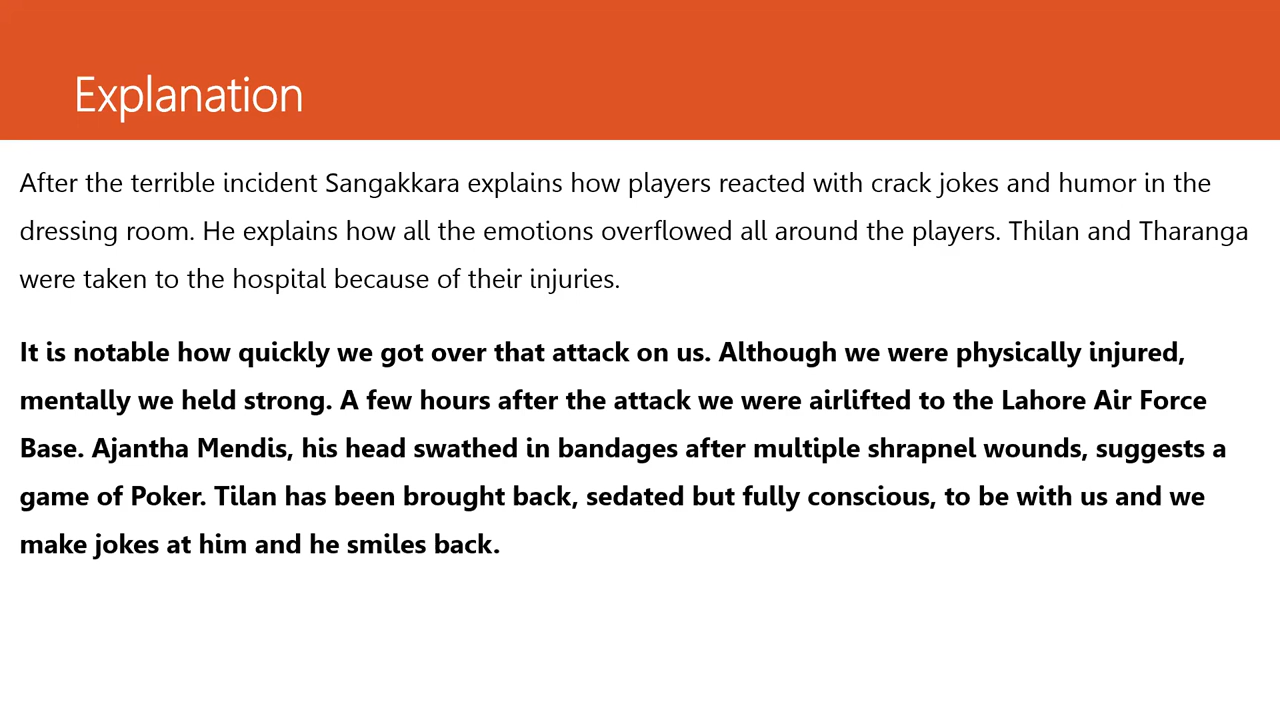 Explanation
After the terrible incident Sangakkara explains how players reacted with crack jokes and humor in the
dressing room. He explains how all the emotions overflowed all around the players. Thilan and Tharanga
were taken to the hospital because of their injuries.
It is notable how quickly we got over that attack on us. Although we were physically injured,
mentally we held strong. A few hours after the attack we were airlifted to the Lahore Air Force
Base. Ajantha Mendis, his head swathed in bandages after multiple shrapnel wounds, suggests a
game of Poker. Tilan has been brought back, sedated but fully conscious, to be with us and we
make jokes at him and he smiles back.